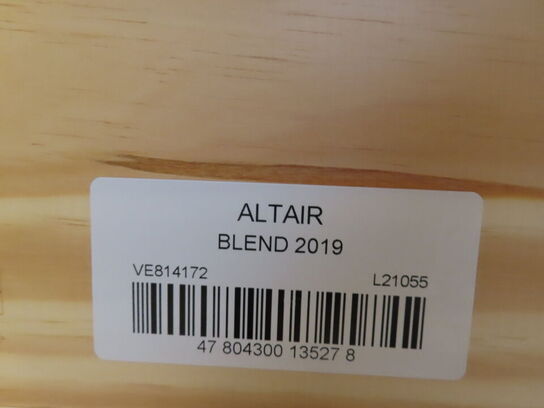 ALTAIR
BLEND 2019
VE814172 L21055
47 804300 13527 8